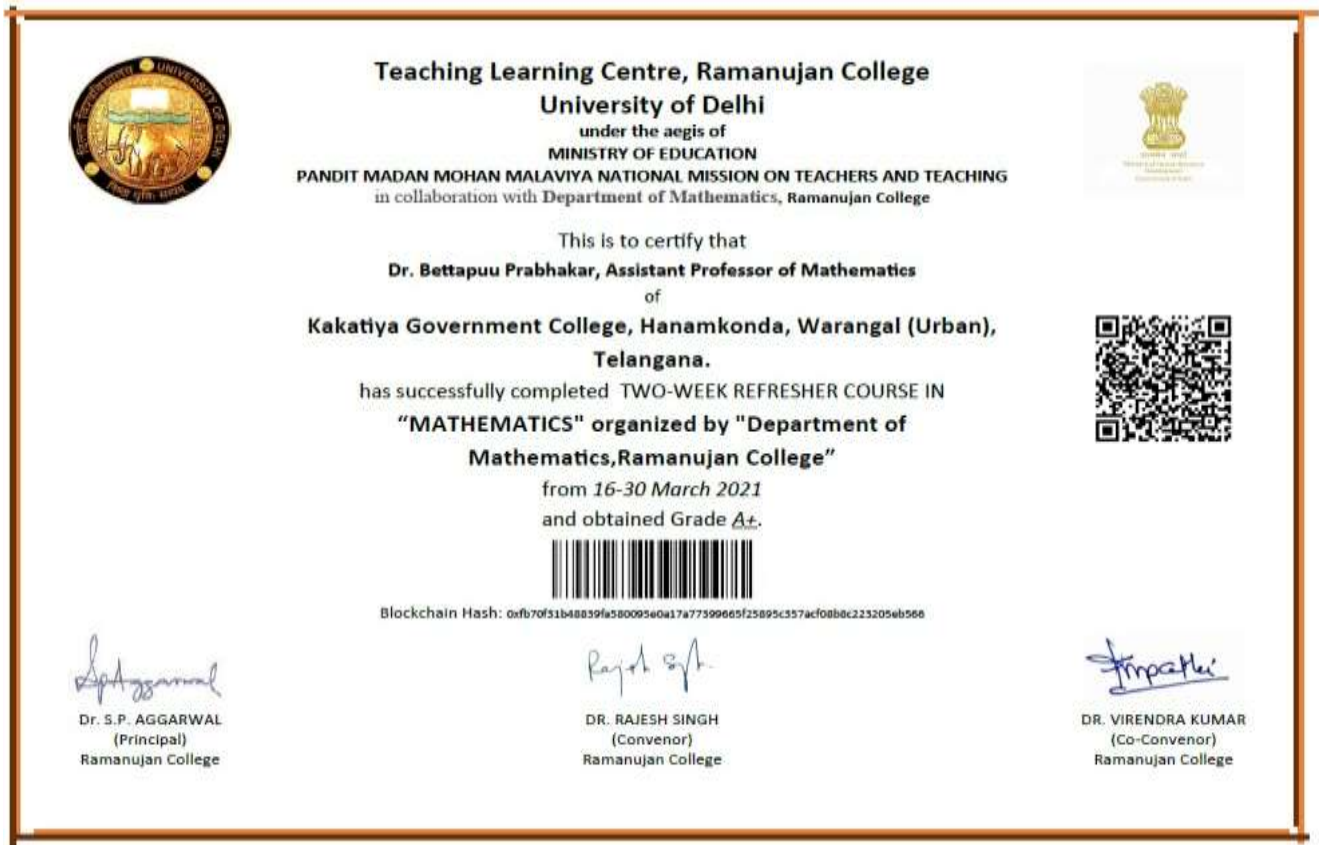 Teaching Learning Centre, Ramanujan College
University of Delhi
under the aegis of
MINISTRY OF EDUCATION
PANDIT MADAN MOHAN MALAVIYA NATIONAL MISSION ON TEACHERS AND TEACHING
in collaboration with Department of Mathematics, Ramanujan College
UNIVERSITY OF DELHI
This is to certify that
Dr. Bettapuu Prabhakar, Assistant Professor of Mathematics
of
Kakatiya Government College, Hanamkonda, Warangal (Urban),
Telangana.
has successfully completed TWO-WEEK REFRESHER COURSE IN
“MATHEMATICS" organized by "Department of
Mathematics,Ramanujan College”
from 16-30 March 2021
and obtained Grade A+.
Blockchain Hash:
Dr. S.P. AGGARWAL
(Principal)
Ramanujan College
DR. RAJESH SINGH
(Convenor)
Ramanujan College
DR. VIRENDRA KUMAR
(Co-Convenor)
Ramanujan College